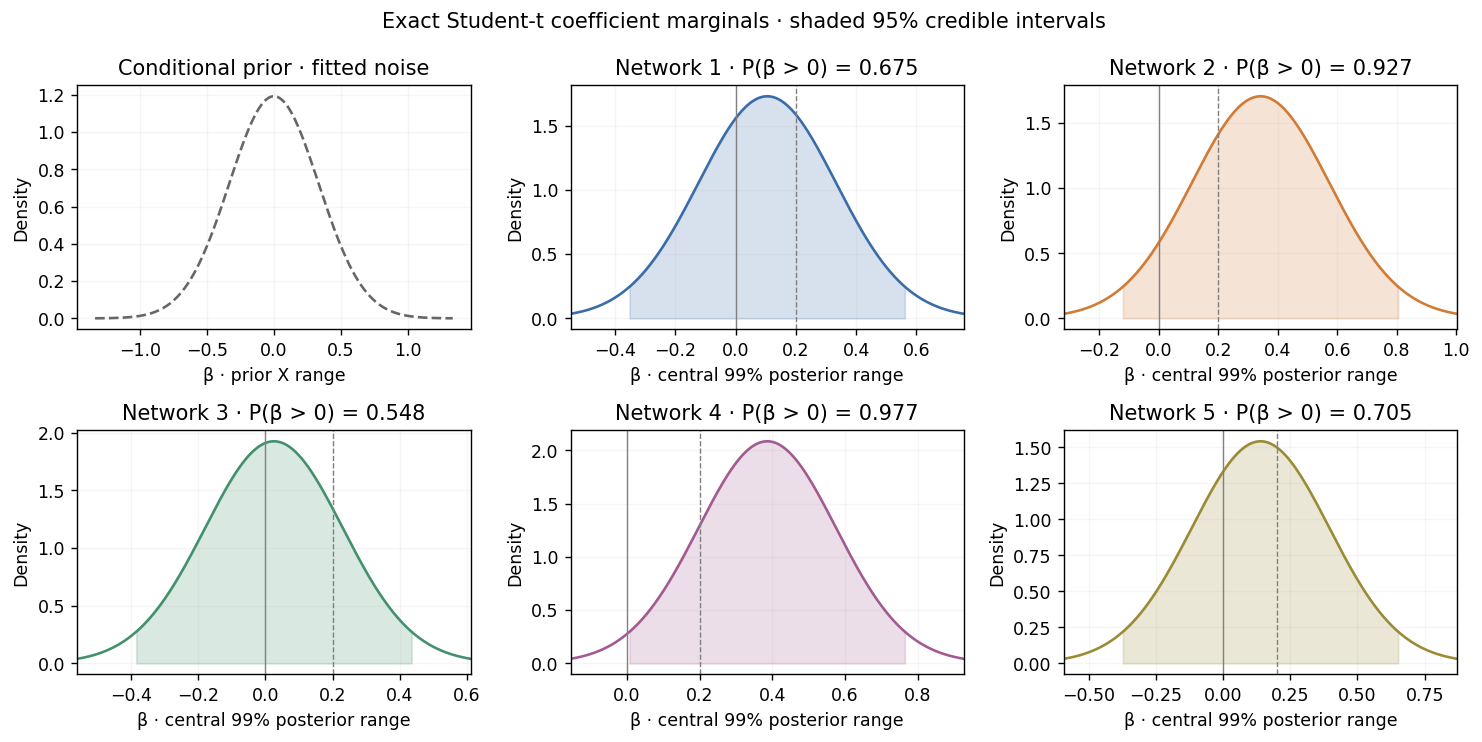 Exact Student-t coefficient marginals · shaded 95% credible intervals
Conditional prior · fitted noise
Density
1.2
1.0
0.8
0.6
0.4
0.2
0.0
−1.0 −0.5 0.0 0.5 1.0
β · prior X range
Network 1 · P(β > 0) = 0.675
Density
1.5
1.0
0.5
0.0
−0.4 −0.2 0.0 0.2 0.4 0.6
β · central 99% posterior range
Network 2 · P(β > 0) = 0.927
Density
1.5
1.0
0.5
0.0
−0.2 0.0 0.2 0.4 0.6 0.8 1.0
β · central 99% posterior range
Network 3 · P(β > 0) = 0.548
Density
2.0
1.5
1.0
0.5
0.0
−0.4 −0.2 0.0 0.2 0.4 0.6
β · central 99% posterior range
Network 4 · P(β > 0) = 0.977
Density
2.0
1.5
1.0
0.5
0.0
0.0 0.2 0.4 0.6 0.8
β · central 99% posterior range
Network 5 · P(β > 0) = 0.705
Density
1.50
1.25
1.00
0.75
0.50
0.25
0.00
−0.50 −0.25 0.00 0.25 0.50 0.75
β · central 99% posterior range